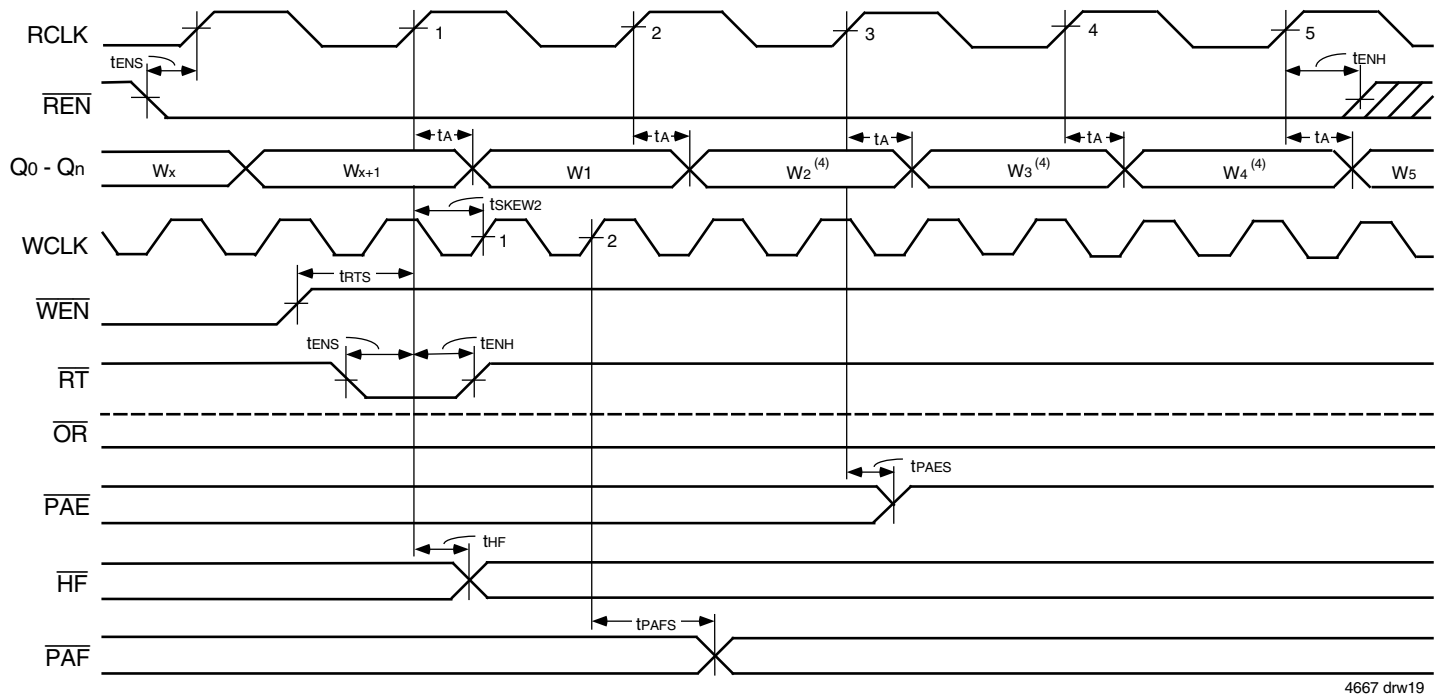 RCLK 1 2 3 4 5
tENS tENH
REN
tA tA tA tA tA
Q0 - Qn Wx Wx+1 W1 W2(4) W3(4) W4(4) W5
tSKEW2
WCLK 1 2
tRTS
WEN
tENS tENH
RT
OR
tPAES
PAE
tHF
HF
tPAFS
PAF
4667 drw19